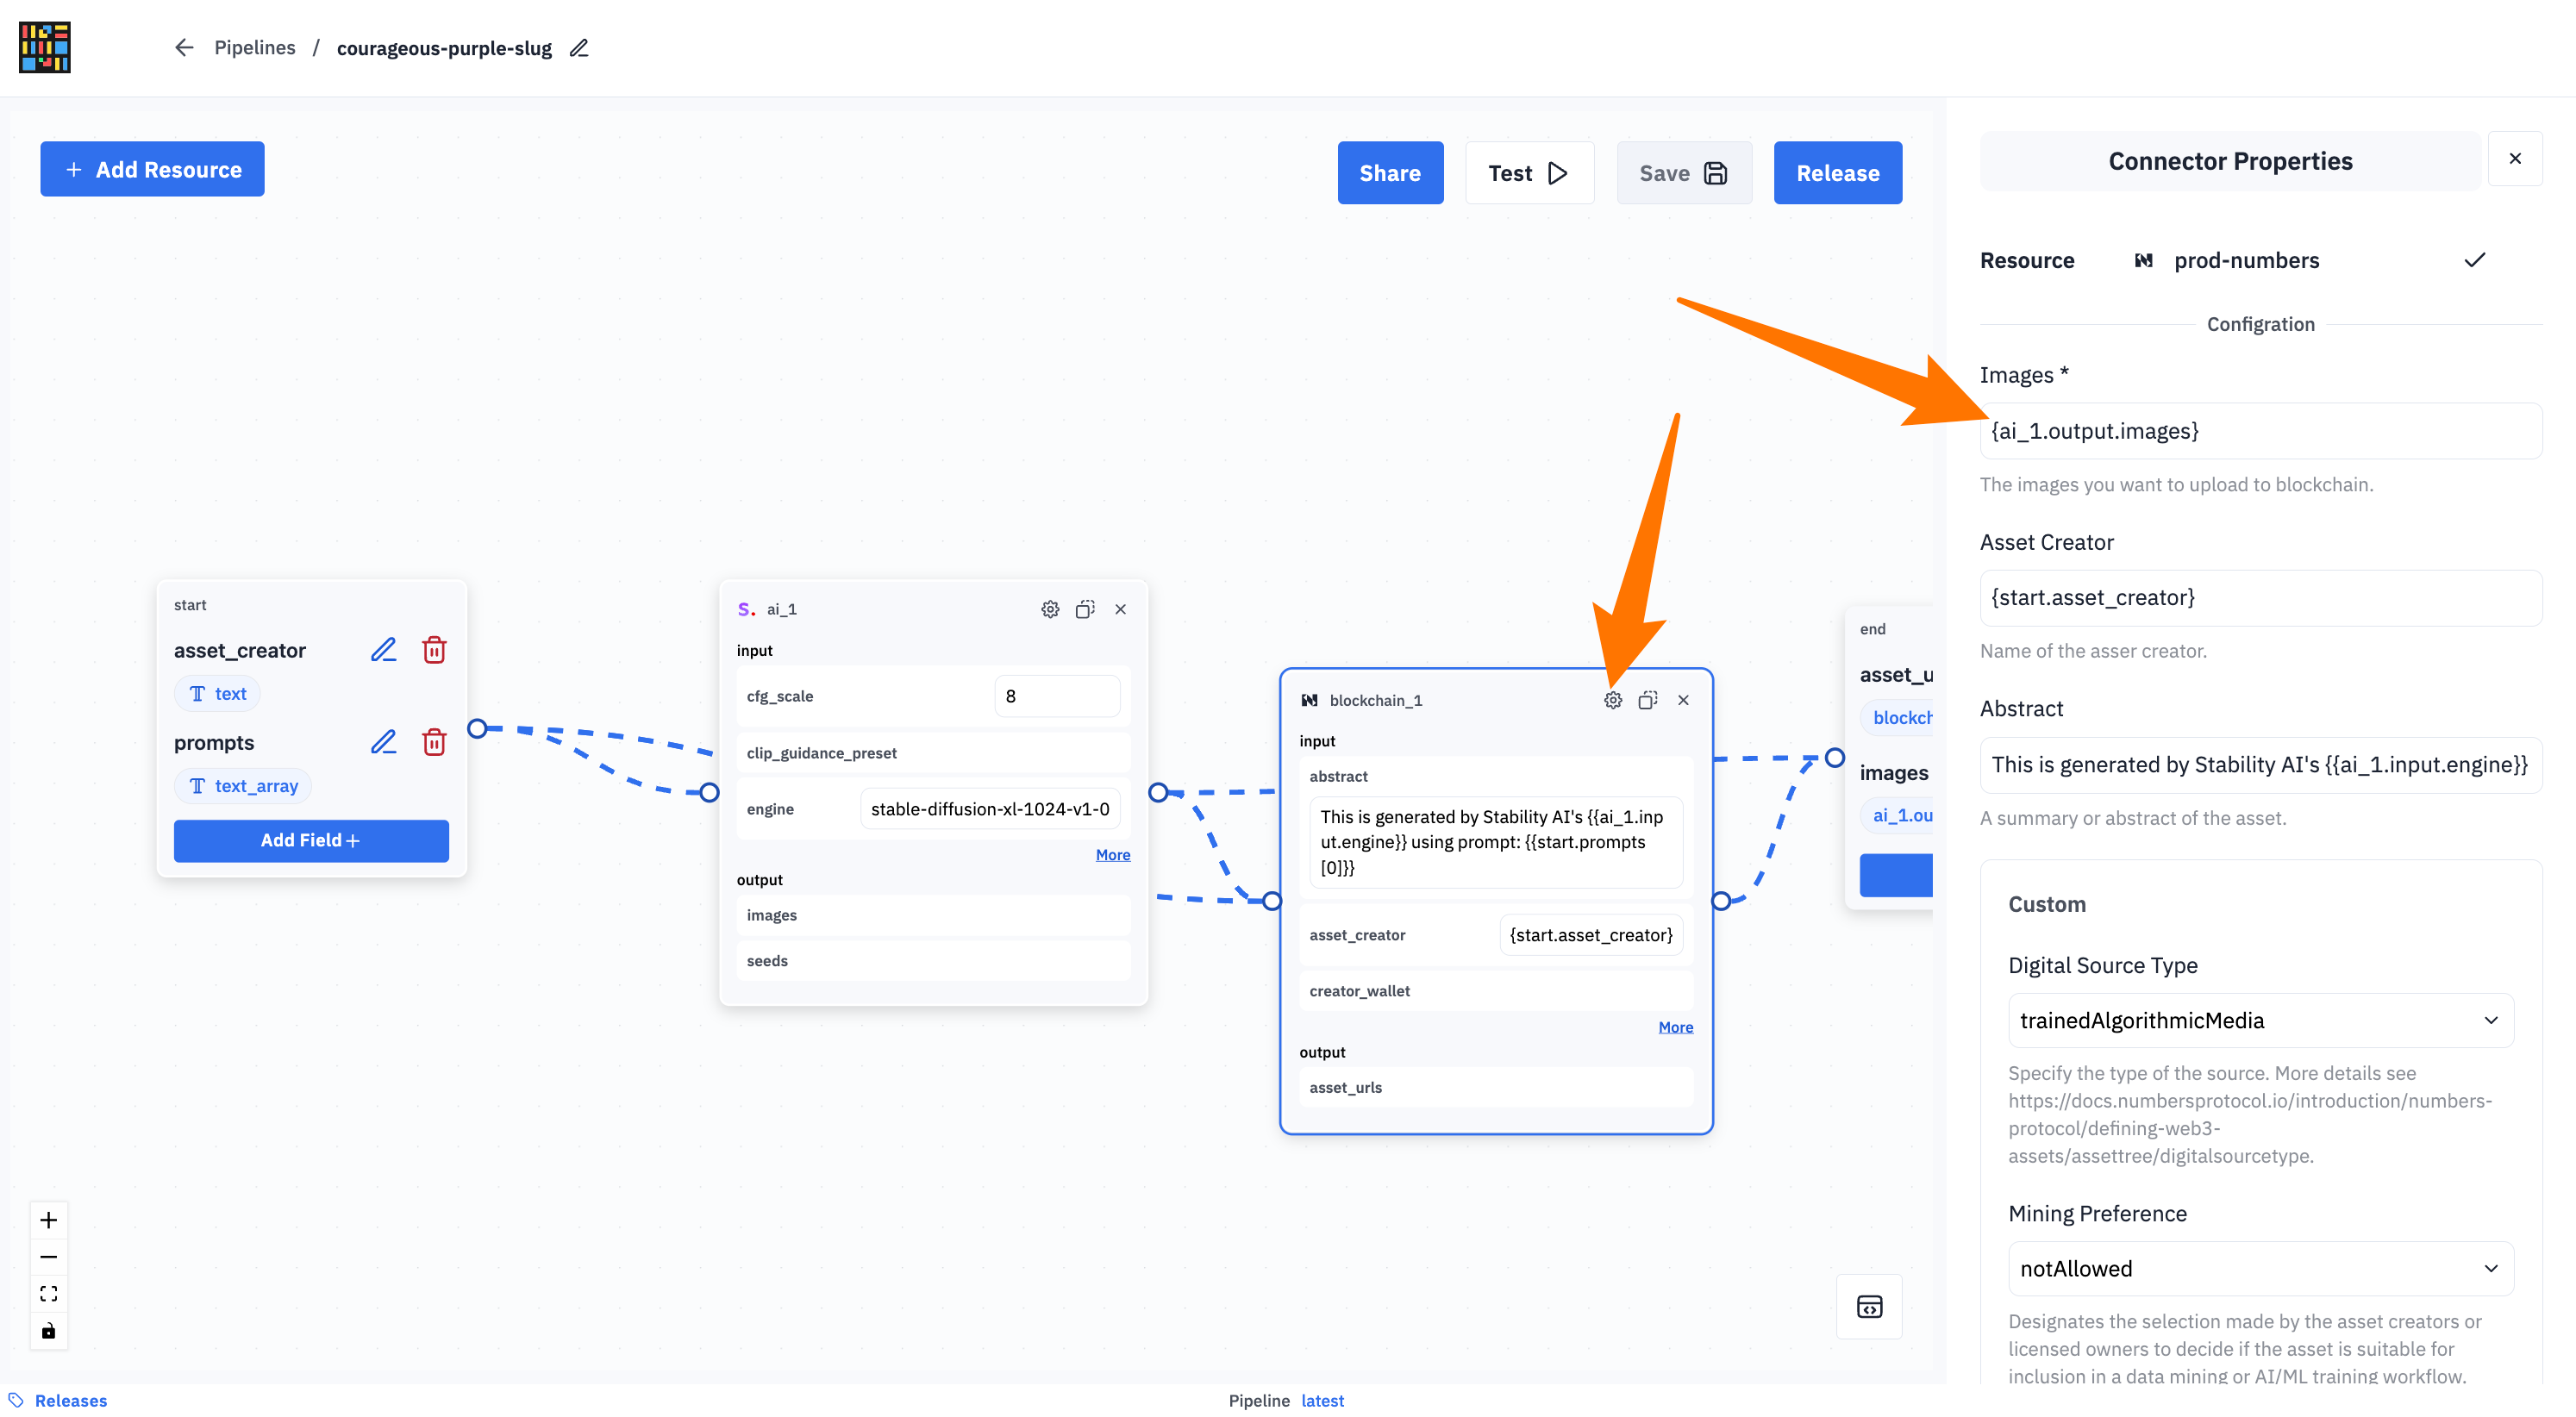 Pipelines / courageous-purple-slug
+ Add Resource
Share
Test
Save
Release
start
asset_creator
text
prompts
text_array
Add Field+
S. ai_1
input
cfg_scale
8
clip_guidance_preset
engine
stable-diffusion-xl-1024-v1-0
More
output
images
seeds
blockchain_1
input
abstract
This is generated by Stability AI's {{ai_1.inp
ut.engine}} using prompt: {{start.prompts
[0]}}
asset_creator
{start.asset_creator}
creator_wallet
More
output
asset_urls
end
asset_u
blockch
images
ai_1.ou
Connector Properties
Resource
prod-numbers
Configration
Images *
{ai_1.output.images}
The images you want to upload to blockchain.
Asset Creator
{start.asset_creator}
Name of the asser creator.
Abstract
This is generated by Stability AI's {{ai_1.input.engine}}
A summary or abstract of the asset.
Custom
Digital Source Type
trainedAlgorithmicMedia
Specify the type of the source. More details see
https://docs.numbersprotocol.io/introduction/numbers-
protocol/defining-web3-
assets/assettree/digitalsourcetype.
Mining Preference
notAllowed
Designates the selection made by the asset creators or
licensed owners to decide if the asset is suitable for
inclusion in a data mining or AI/ML training workflow.
Releases
Pipeline latest